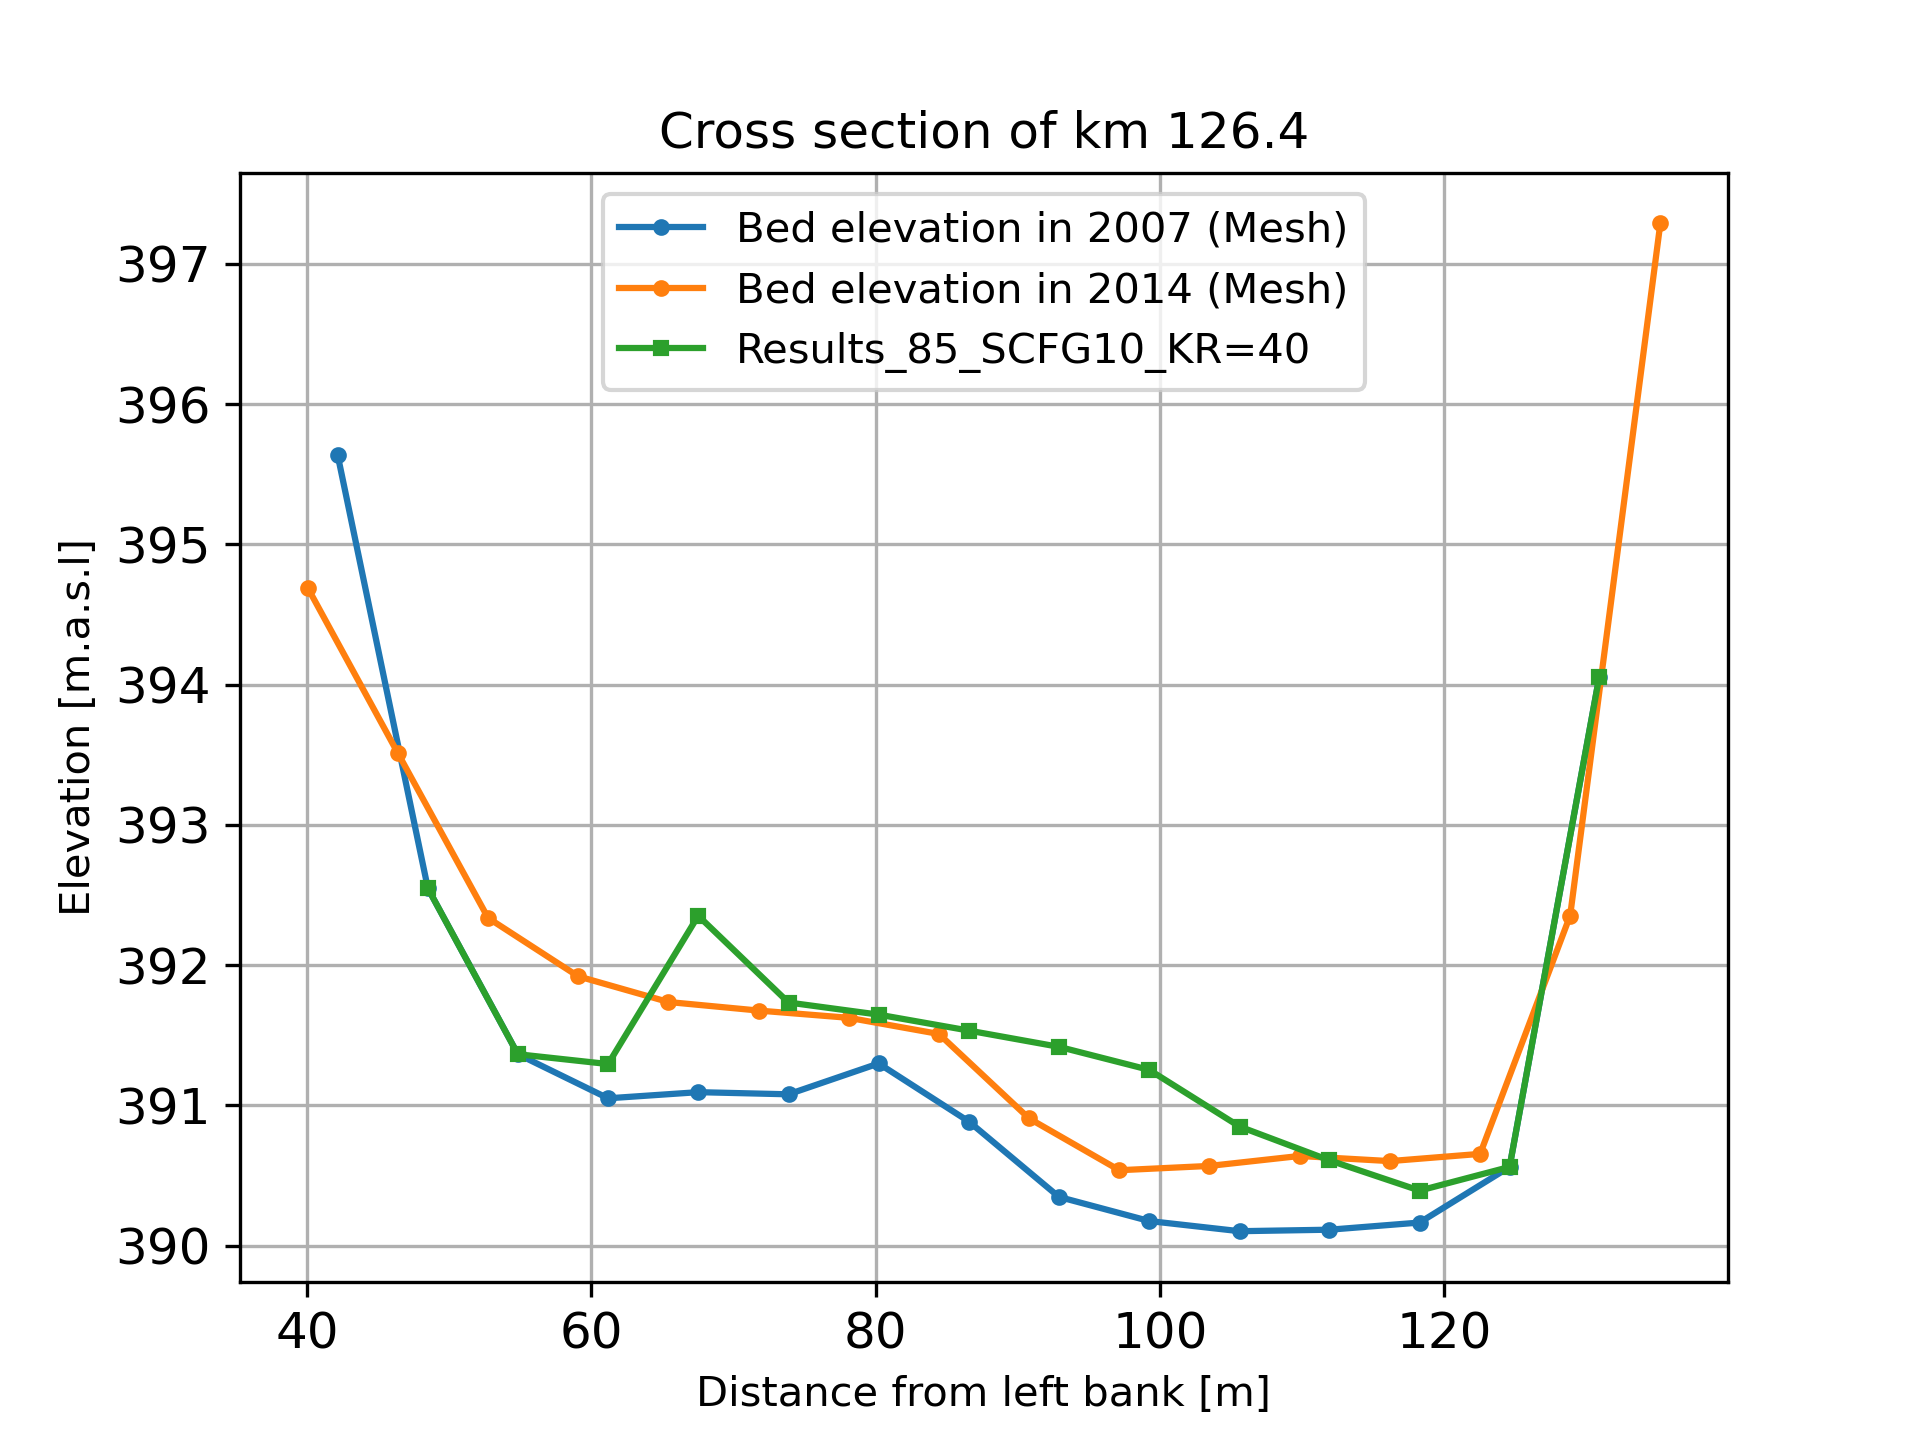 Cross section of km 126.4
Bed elevation in 2007 (Mesh)
Bed elevation in 2014 (Mesh)
Results_85_SCFG10_KR=40
397
396
395
394
393
392
391
390
Elevation [m.a.s.l]
40 60 80 100 120
Distance from left bank [m]